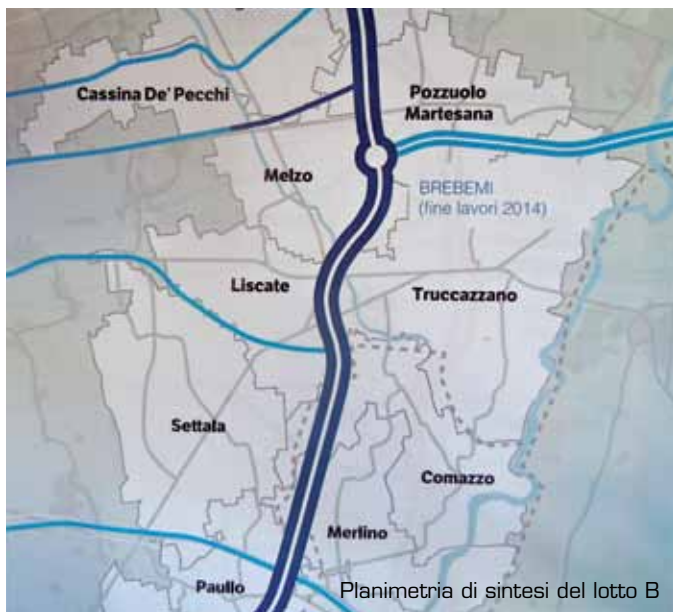 Cassina De' Pecchi
Pozzuolo
Martesana
Melzo
BREBEMI
(fine lavori 2014)
Liscate
Truccazzano
Settala
Comazzo
Merlino
Paullo
Planimetria di sintesi del lotto B